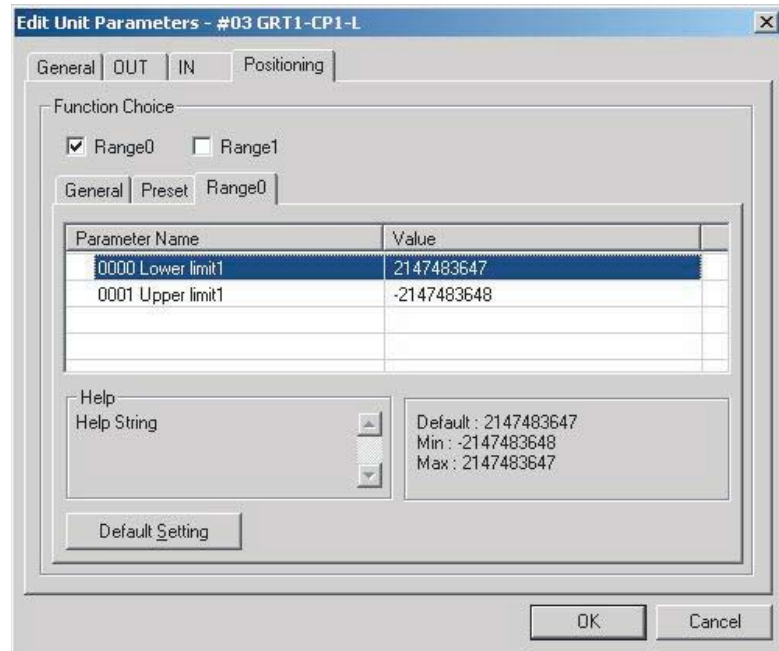 Edit Unit Parameters - #03 GRT1-CP1-L
General OUT IN Positioning
Function Choice
Range0 Range1
General Preset Range0
Parameter Name Value
0000 Lower limit1 2147483647
0001 Upper limit1 -2147483648
Help
Help String
Default : 2147483647
Min : -2147483648
Max : 2147483647
Default Setting
OK Cancel